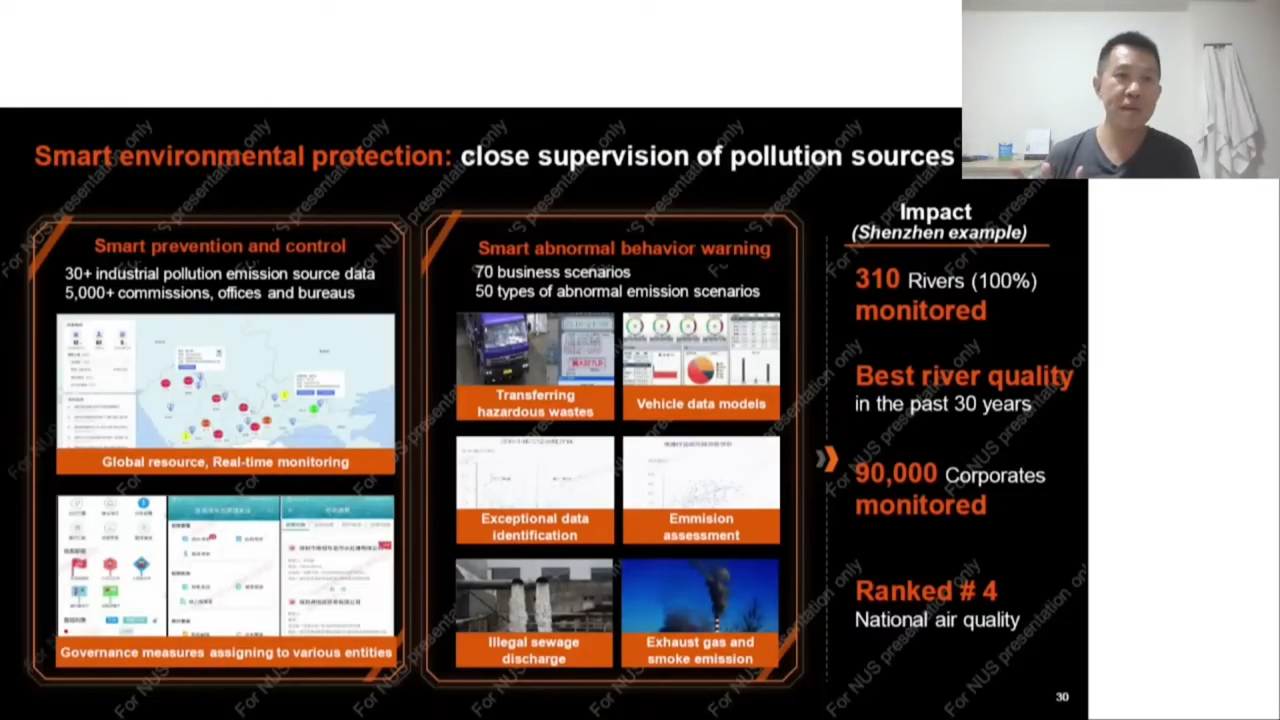 Smart environmental protection: close supervision of pollution sources
Smart prevention and control
30+ industrial pollution emission source data
5,000+ commissions, offices and bureaus
Global resource, Real-time monitoring
Governance measures assigning to various entities
Smart abnormal behavior warning
70 business scenarios
50 types of abnormal emission scenarios
Transferring
hazardous wastes
Vehicle data models
Exceptional data
identification
Emmision
assessment
Illegal sewage
discharge
Exhaust gas and
smoke emission
Impact
(Shenzhen example)
310 Rivers (100%)
monitored
Best river quality
in the past 30 years
90,000 Corporates
monitored
Ranked # 4
National air quality
30
For NUS presentation only